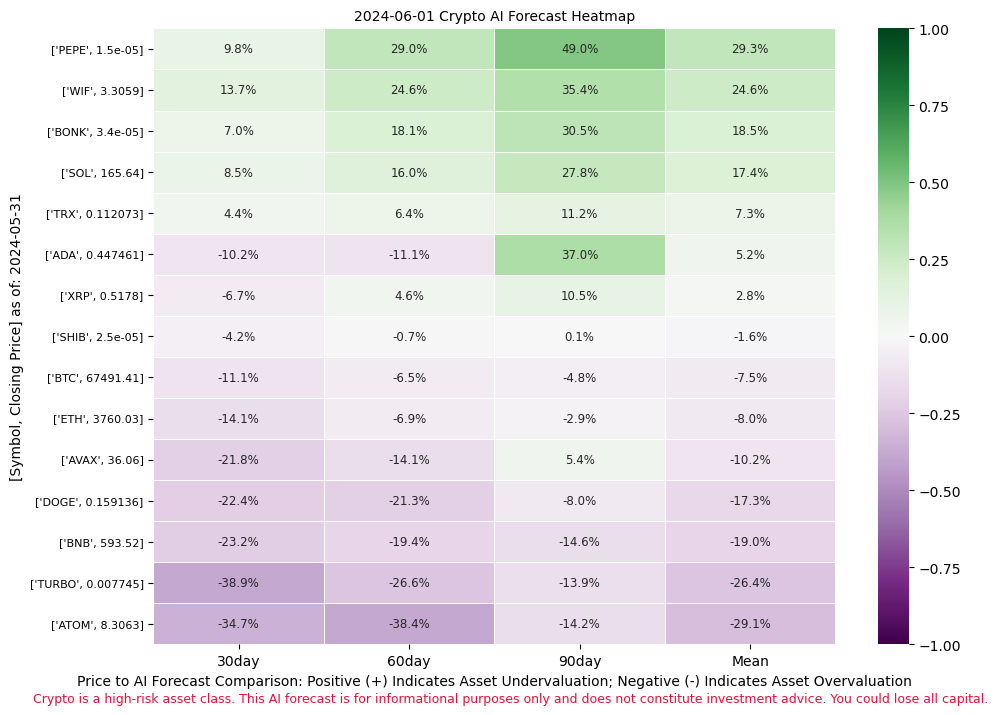 2024-06-01 Crypto AI Forecast Heatmap
['PEPE', 1.5e-05] 9.8% 29.0% 49.0% 29.3%
['WIF', 3.3059] 13.7% 24.6% 35.4% 24.6%
['BONK', 3.4e-05] 7.0% 18.1% 30.5% 18.5%
['SOL', 165.64] 8.5% 16.0% 27.8% 17.4%
['TRX', 0.112073] 4.4% 6.4% 11.2% 7.3%
['ADA', 0.447461] -10.2% -11.1% 37.0% 5.2%
['XRP', 0.5178] -6.7% 4.6% 10.5% 2.8%
['SHIB', 2.5e-05] -4.2% -0.7% 0.1% -1.6%
['BTC', 67491.41] -11.1% -6.5% -4.8% -7.5%
['ETH', 3760.03] -14.1% -6.9% -2.9% -8.0%
['AVAX', 36.06] -21.8% -14.1% 5.4% -10.2%
['DOGE', 0.159136] -22.4% -21.3% -8.0% -17.3%
['BNB', 593.52] -23.2% -19.4% -14.6% -19.0%
['TURBO', 0.007745] -38.9% -26.6% -13.9% -26.4%
['ATOM', 8.3063] -34.7% -38.4% -14.2% -29.1%
30day 60day 90day Mean
[Symbol, Closing Price] as of: 2024-05-31
1.00
0.75
0.50
0.25
0.00
−0.25
−0.50
−0.75
−1.00
Price to AI Forecast Comparison: Positive (+) Indicates Asset Undervaluation; Negative (-) Indicates Asset Overvaluation
Crypto is a high-risk asset class. This AI forecast is for informational purposes only and does not constitute investment advice. You could lose all capital.